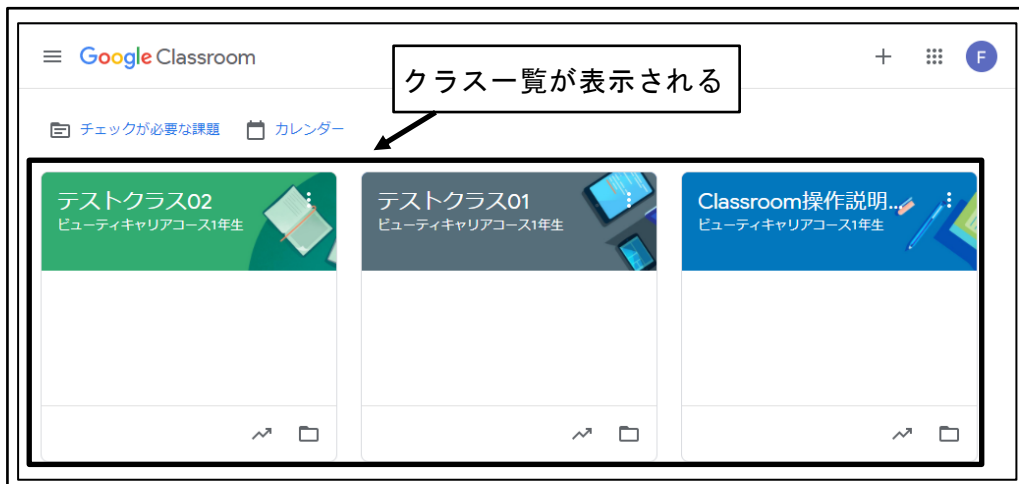 Google Classroom
F
クラス一覧が表示される
チェックが必要な課題
カレンダー
テストクラス02
ビューティキャリアコース1年生
テストクラス01
ビューティキャリアコース1年生
Classroom操作説明...
ビューティキャリアコース1年生